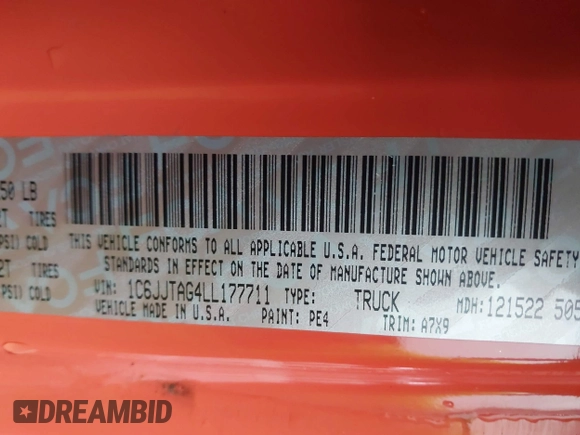 50 LB
TIRES
PSI) COLD
TIRES
PSI) COLD
THIS VEHICLE CONFORMS TO ALL APPLICABLE U.S.A. FEDERAL MOTOR VEHICLE SAFETY
STANDARDS IN EFFECT ON THE DATE OF MANUFACTURE SHOWN ABOVE.
VIN: 1C6JJTAG4LL177711 TYPE: TRUCK MDH:121522 505
VEHICLE MADE IN U.S.A. PAINT: PE4 TRIM: A7X9
DREAMBID